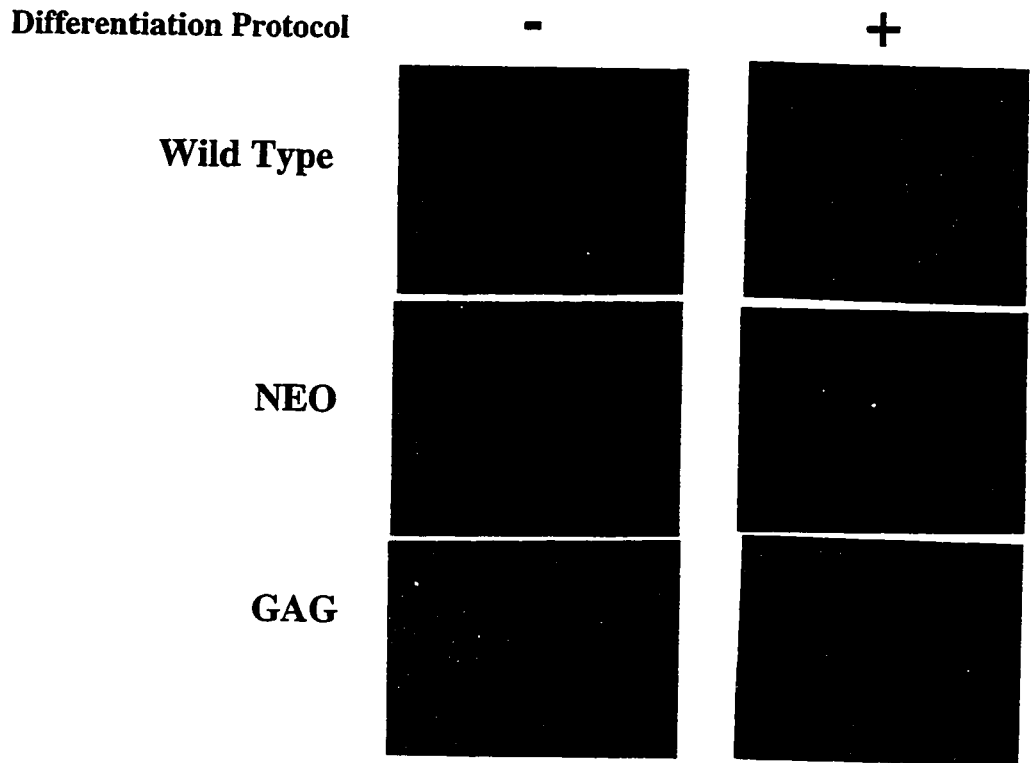 Differentiation Protocol - +
Wild Type
NEO
GAG